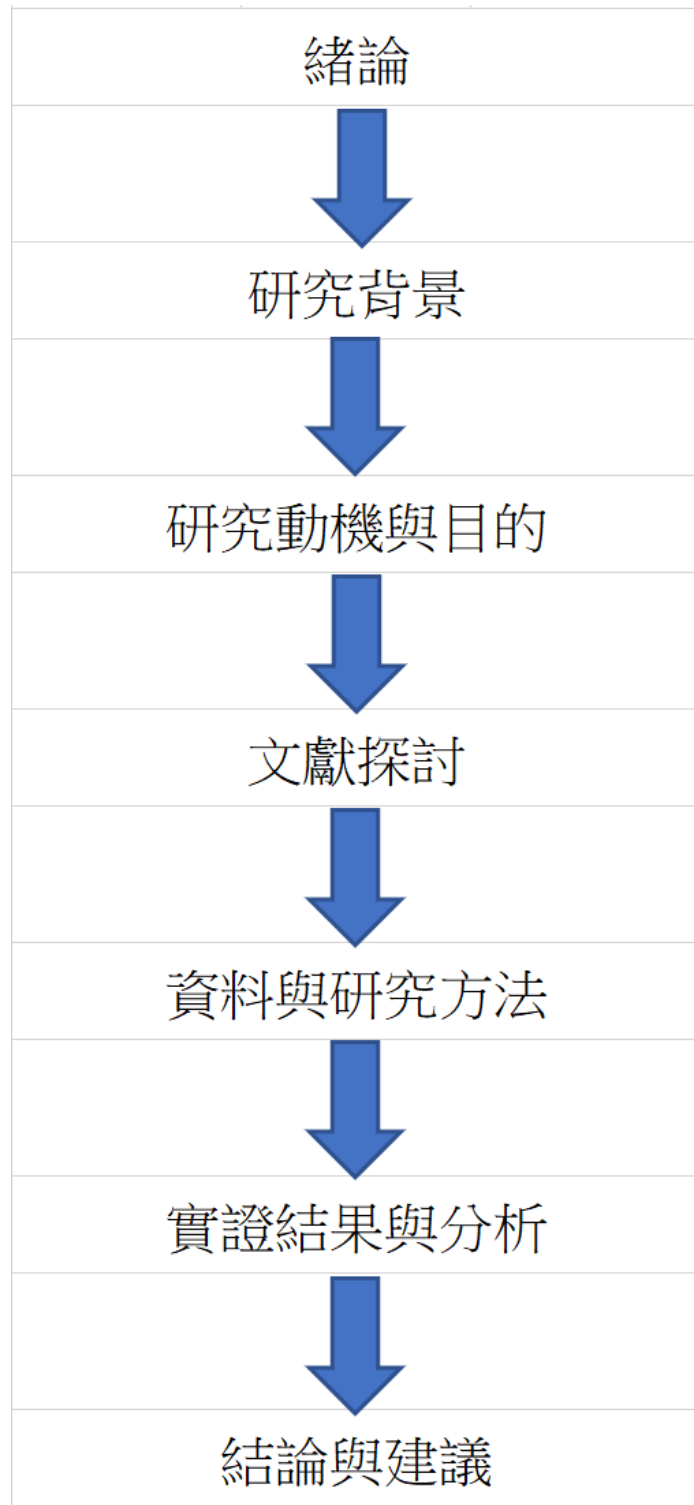 緒論
研究背景
研究動機與目的
文獻探討
資料與研究方法
實證結果與分析
結論與建議